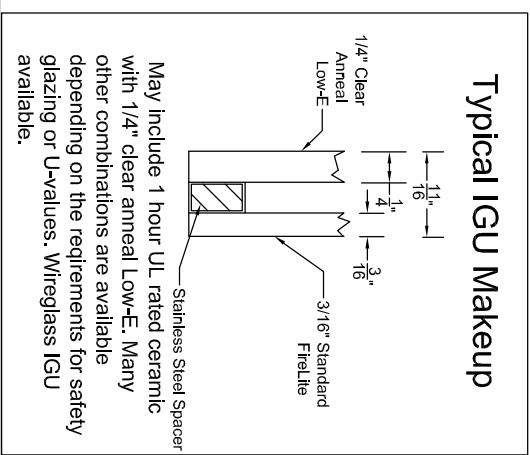 Typical IGU Makeup
11"
16
1"
4
3"
16
1/4" Clear
Anneal
Low-E
3/16" Standard
FireLite
Stainless Steel Spacer
May include 1 hour UL rated ceramic
with 1/4" clear anneal Low-E. Many
other combinations are available
depending on the reqirements for safety
glazing or U-values. Wireglass IGU
available.